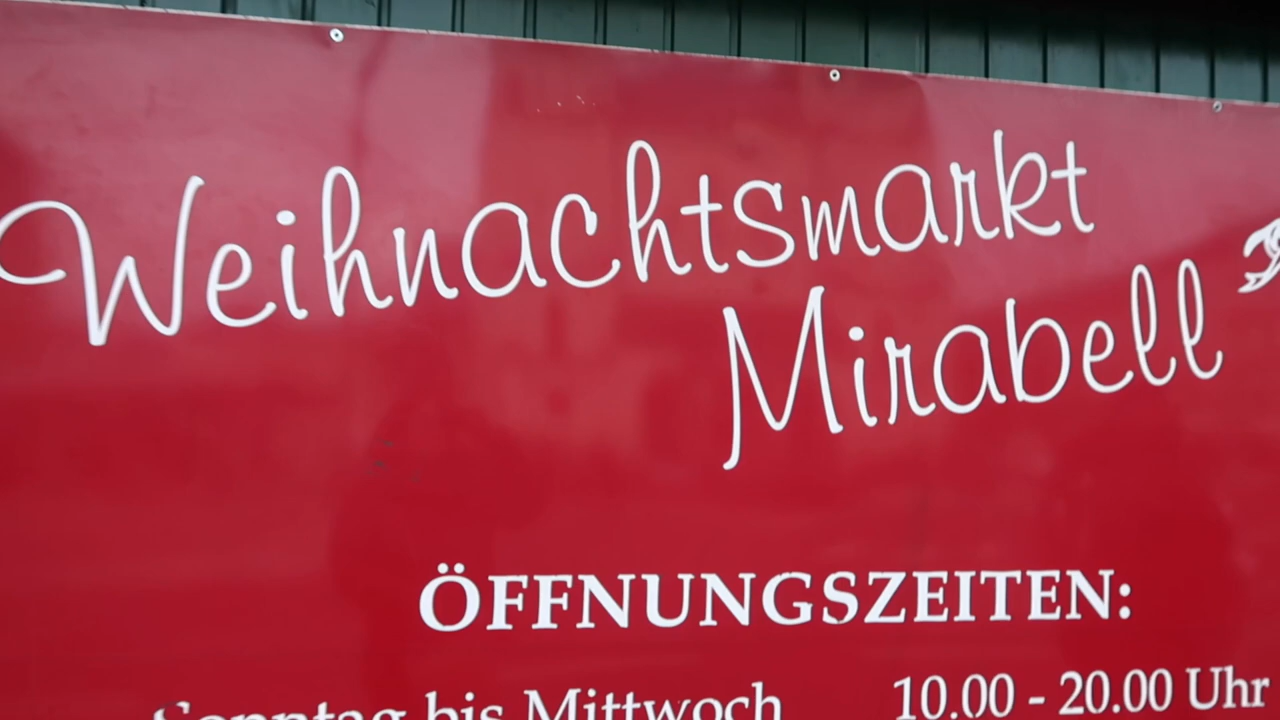 Weihnachtsmarkt
Mirabell
ÖFFNUNGSZEITEN:
Sonntag bis Mittwoch 10.00 - 20.00 Uhr